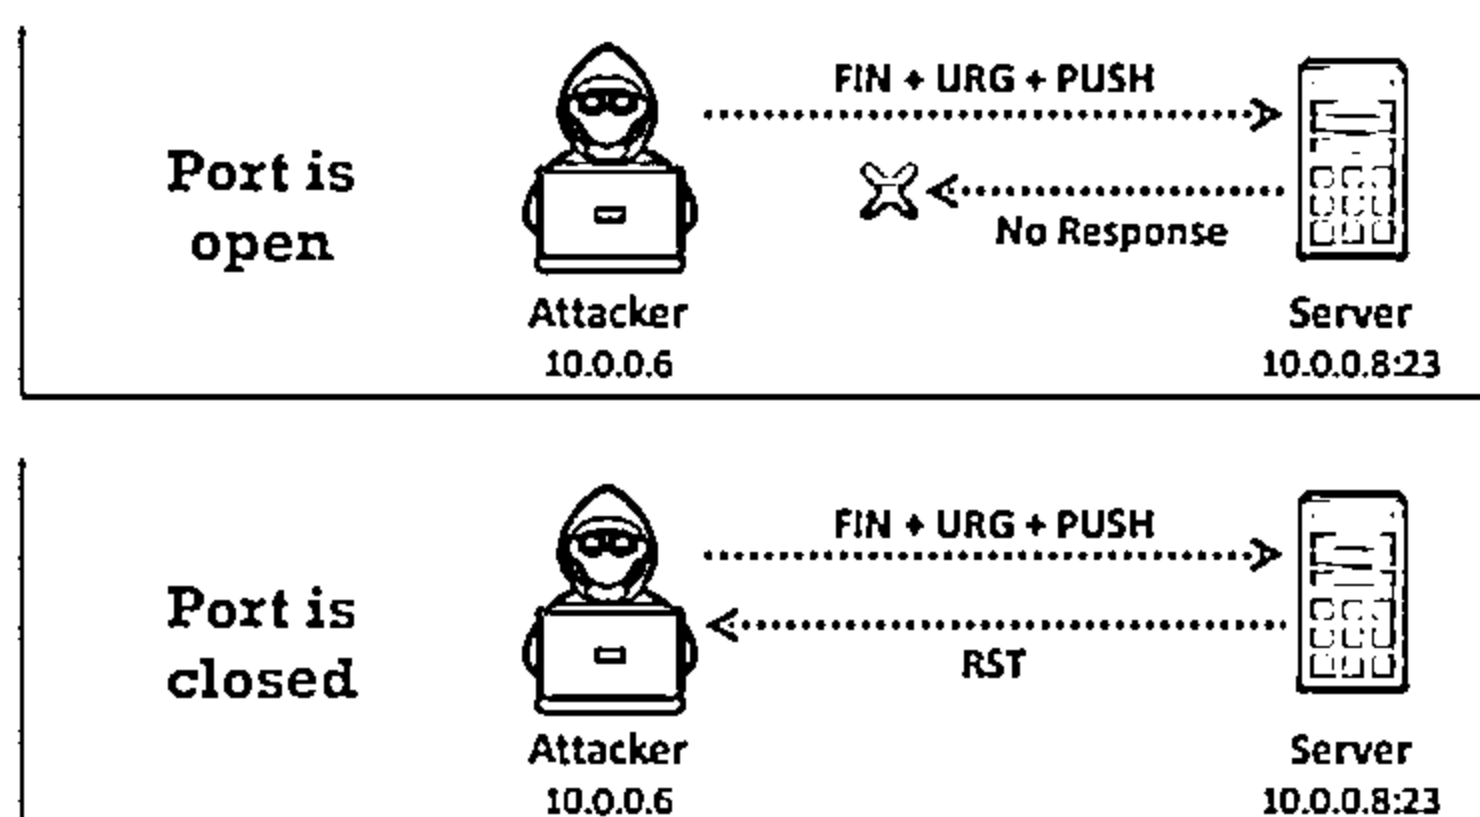 Port is
open
FIN + URG + PUSH
No Response
Attacker
10.0.0.6
Server
10.0.0.8:23
Port is
closed
FIN + URG + PUSH
RST
Attacker
10.0.0.6
Server
10.0.0.8:23